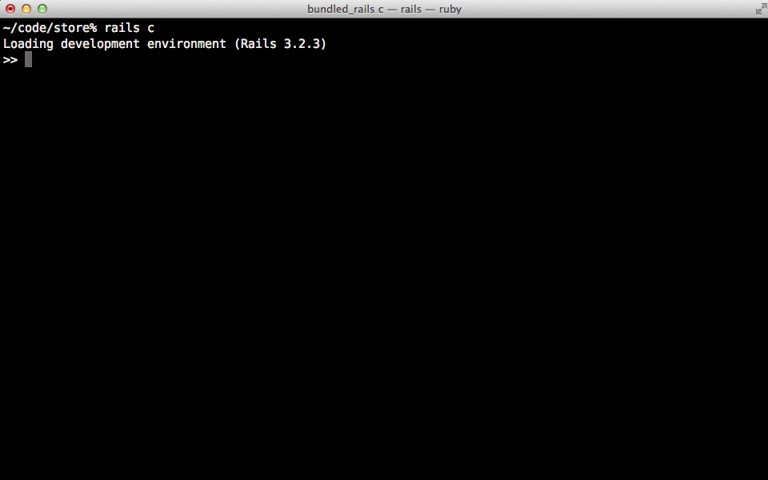 bundled_rails c — rails — ruby
~/code/store% rails c
Loading development environment (Rails 3.2.3)
>>